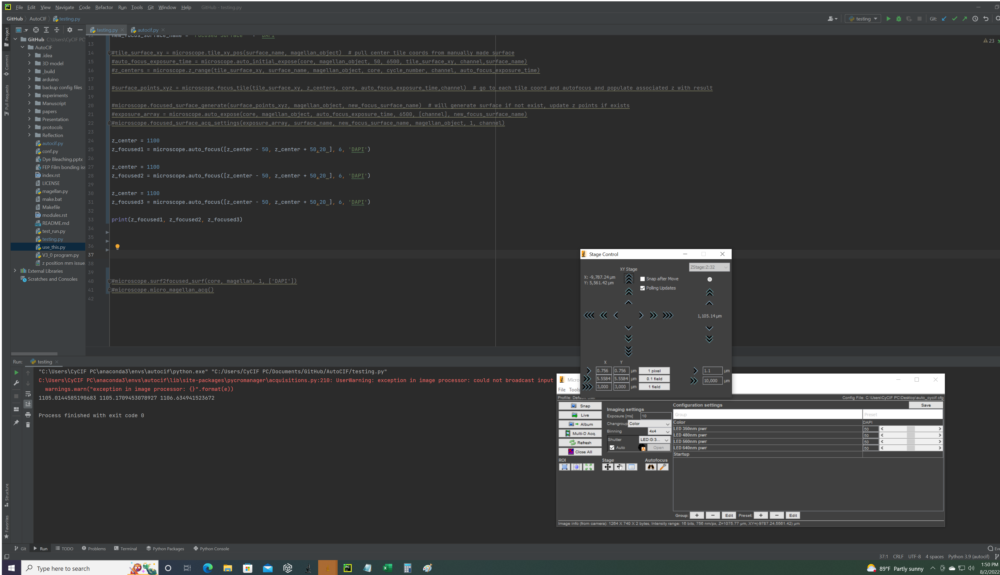 File Edit View Navigate Code Refactor Run Tools Git Window Help GitHub - testing.py
GitHub AutoCIF testing.py
testing
Git:
Project
Commit
Pull Requests
Structure
Favorites
GitHub C:\Users\CyCIF PC
AutoCIF
.idea
3D model
_build
arduino
backup config files
experiments
Manuscript
papers
Presentation
protocols
Reflection
autocif.py
conf.py
Dye Bleaching.pptx
FEP Film bonding iss
index.rst
LICENSE
magellan.py
make.bat
Makefile
modules.rst
README.md
test_run.py
testing.py
use_this.py
V3_0 program.py
z position mm issue.
External Libraries
Scratches and Consoles
testing.py autocif.py
23
12 new_focus_surface_name = 'Focused Surface ' + 'DAPI'
13
14 #tile_surface_xy = microscope.tile_xy_pos(surface_name, magellan_object)  # pull center tile coords from manually made surface
15 #auto_focus_exposure_time = microscope.auto_initial_expose(core, magellan_object, 50, 6500, tile_surface_xy, channel,surface_name)
16 #z_centers = microscope.z_range(tile_surface_xy, surface_name, magellan_object, core, cycle_number, channel, auto_focus_exposure_time)
17
18 #surface_points_xyz = microscope.focus_tile(tile_surface_xy, z_centers, core, auto_focus_exposure_time,channel)  # go to each tile coord and autofocus and populate associated z with result
19
20 #microscope.focused_surface_generate(surface_points_xyz, magellan_object, new_focus_surface_name)  # will generate surface if not exist, update z points if exists
21 #exposure_array = microscope.auto_expose(core, magellan_object, auto_focus_exposure_time, 6500, [channel], new_focus_surface_name)
22 #microscope.focused_surface_acq_settings(exposure_array, surface_name, new_focus_surface_name, magellan_object, 1, channel)
23
24 z_center = 1100
25 z_focused1 = microscope.auto_focus([z_center - 50, z_center + 50,20 ], 6, 'DAPI')
26
27 z_center = 1100
28 z_focused2 = microscope.auto_focus([z_center - 50, z_center + 50,20 ], 6, 'DAPI')
29
30 z_center = 1100
31 z_focused3 = microscope.auto_focus([z_center - 50, z_center + 50,20 ], 6, 'DAPI')
32
33 print(z_focused1, z_focused2, z_focused3)
34
35
36
37
38
39
40 #microscope.surf2focused_surf(core, magellan, 1, ['DAPI'])
41 #microscope.micro_magellan_acq()
42
Stage Control
XY Stage
ZStage:Z:32
X: -9,787.24 µm
Y: 5,561.42 µm
Snap after Move
Polling Updates
1,105.14 µm
X Y
0.756 0.756 µm 1 pixel 1.1 µm
5.5584 5.5584 µm 0.1 field 10,000 µm
3,000 3,000 µm 1 field
Run: testing
"C:\Users\CyCIF PC\anaconda3\envs\autocif\python.exe" "C:/Users/CyCIF PC/Documents/GitHub/AutoCIF/testing.py"
C:\Users\CyCIF PC\anaconda3\envs\autocif\lib\site-packages\pycromanager\acquisitions.py:210: UserWarning: exception in image processor: could not broadcast input
warnings.warn("exception in image processor: {}".format(e))
1105.0144585190683 1105.1709453078927 1106.634941523672
Process finished with exit code 0
Micro
File Tools
Profile: Default User
Config File: C:\Users\CyCIF PC\Desktop\auto_cycif.cfg
Snap
Live
Album
Multi-D Acq.
Refresh
Close All
Imaging settings
Exposure [ms] 10
Changroup Color
Binning 4x4
Shutter LED:G:3...
Auto Open
ROI Stage Autofocus
Configuration settings
Save
Group Preset
Color DAPI
LED 350nm pwr 50
LED 480nm pwr 50
LED 560nm pwr 50
LED 640nm pwr 50
Startup
Group: + − Edit Preset: + − Edit
Image info (from camera): 1264 X 740 X 2 bytes, Intensity range: 16 bits, 756 nm/px, Z=1075.77 µm, XY=(-9787.24,5561.42) µm
Git Run TODO Problems Terminal Python Packages Python Console
Eve
37:1 CRLF UTF-8 4 spaces Python 3.9 (autocif)
Type here to search
89°F Partly sunny
1:50 PM
8/2/2022